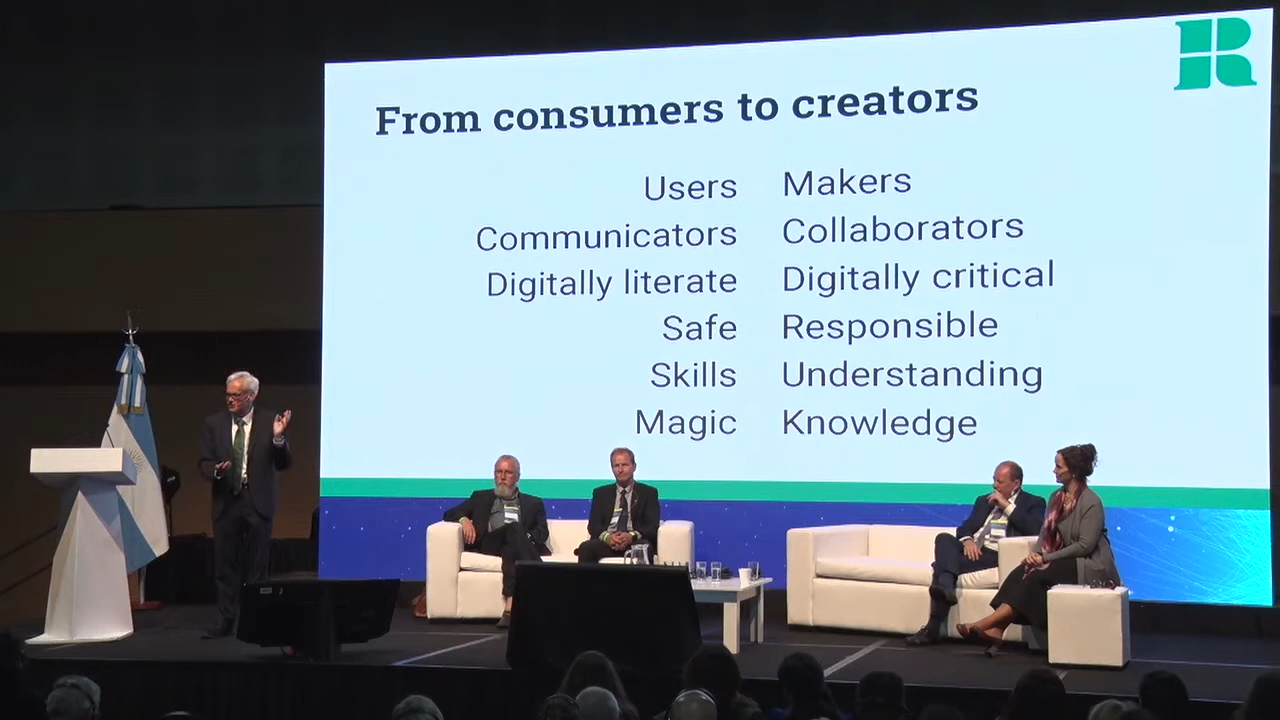 R
From consumers to creators
Users Makers
Communicators Collaborators
Digitally literate Digitally critical
Safe Responsible
Skills Understanding
Magic Knowledge